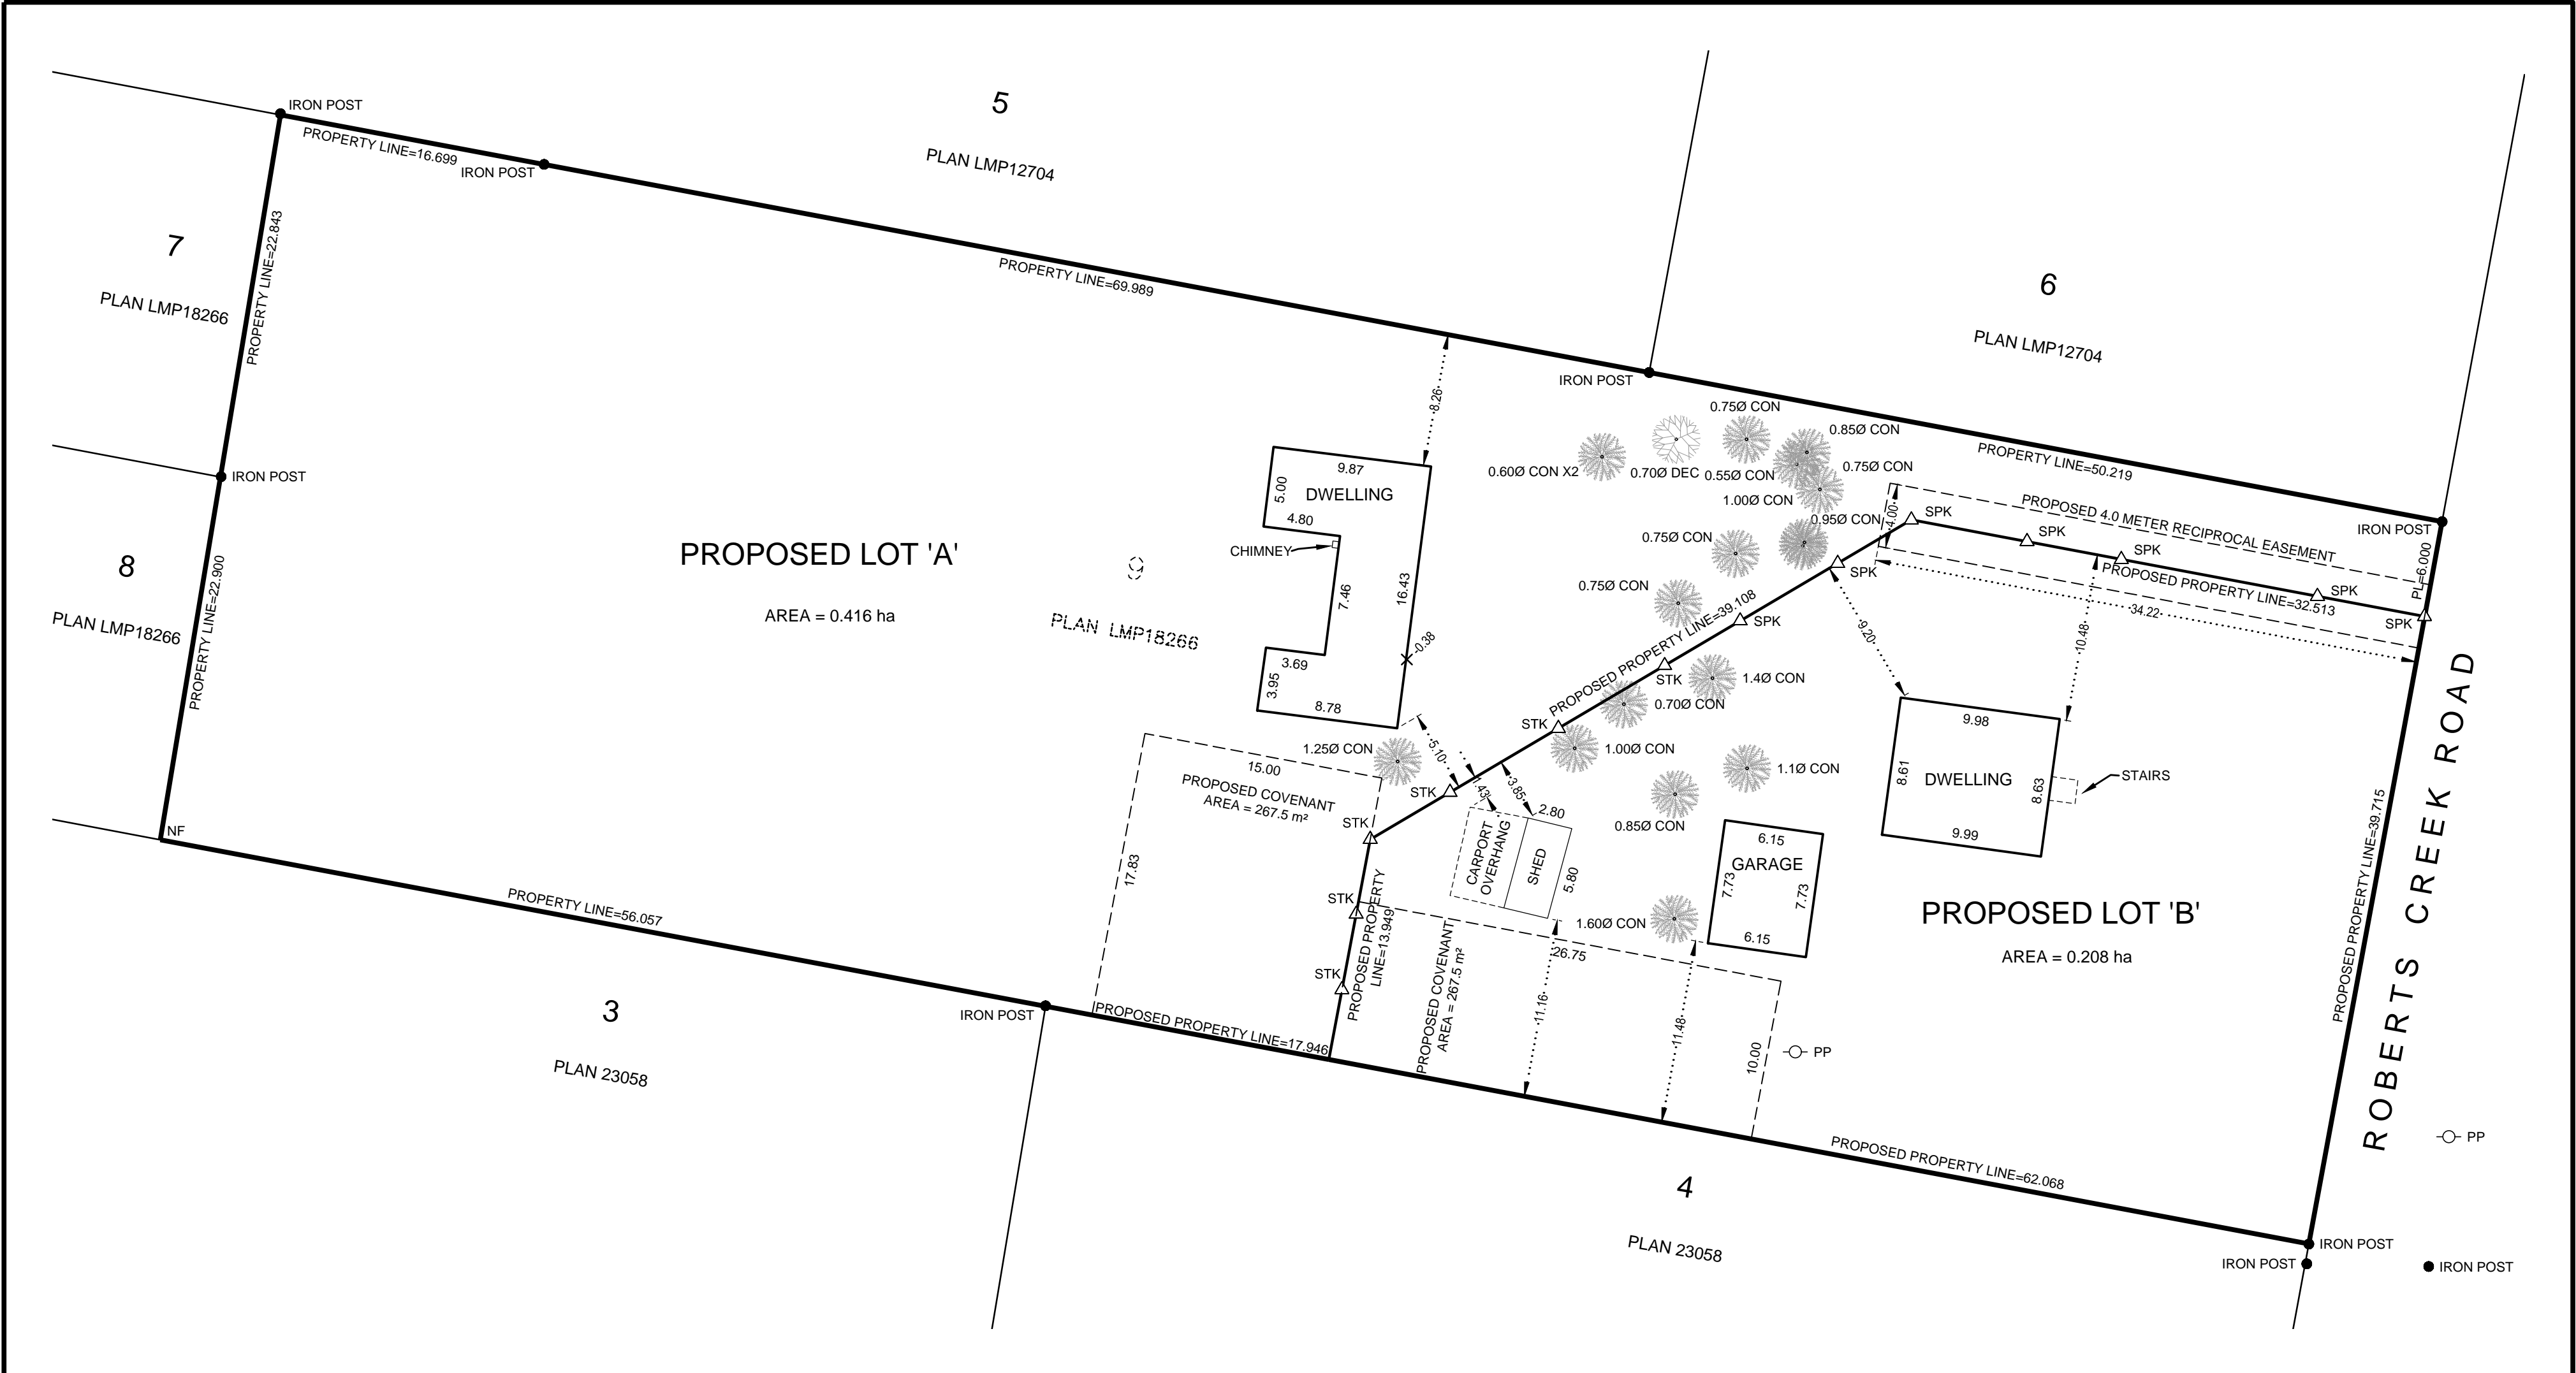 5
PLAN LMP12704
IRON POST
PROPERTY LINE=16.699
IRON POST
7
PLAN LMP18266
PROPERTY LINE=22.843
PROPERTY LINE=69.989
6
PLAN LMP12704
IRON POST
8.26
IRON POST
8
PLAN LMP18266
PROPERTY LINE=22.900
PROPOSED LOT 'A'
AREA = 0.416 ha
9
PLAN LMP18266
9.87
DWELLING
5.00
4.80
CHIMNEY
7.46
16.43
-0.38
3.69
3.95
8.78
0.75Ø CON
0.85Ø CON
0.60Ø CON X2
0.70Ø DEC
0.55Ø CON
0.75Ø CON
1.00Ø CON
0.95Ø CON
0.75Ø CON
0.75Ø CON
PROPERTY LINE=50.219
PROPOSED 4.0 METER RECIPROCAL EASEMENT
4.00
SPK
SPK
SPK
SPK
SPK
IRON POST
PL=6.000
PROPOSED PROPERTY LINE=32.513
34.22
SPK
SPK
PROPOSED PROPERTY LINE=39.108
STK
STK
STK
STK
STK
STK
9.20
10.48
1.4Ø CON
0.70Ø CON
1.00Ø CON
1.1Ø CON
0.85Ø CON
1.25Ø CON
1.60Ø CON
5.10
1.43
3.85
2.80
CARPORT
OVERHANG
SHED
5.80
9.98
8.61
DWELLING
8.63
9.99
STAIRS
6.15
GARAGE
7.73
7.73
6.15
15.00
PROPOSED COVENANT
AREA = 267.5 m²
17.83
NF
PROPERTY LINE=56.057
3
PLAN 23058
IRON POST
PROPOSED PROPERTY LINE=17.946
PROPOSED PROPERTY
LINE=13.949
PROPOSED COVENANT
AREA = 267.5 m²
26.75
11.16
11.48
10.00
PP
PROPOSED LOT 'B'
AREA = 0.208 ha
PROPOSED PROPERTY LINE=39.715
ROBERTS CREEK ROAD
PP
PROPOSED PROPERTY LINE=62.068
4
PLAN 23058
IRON POST
IRON POST
IRON POST